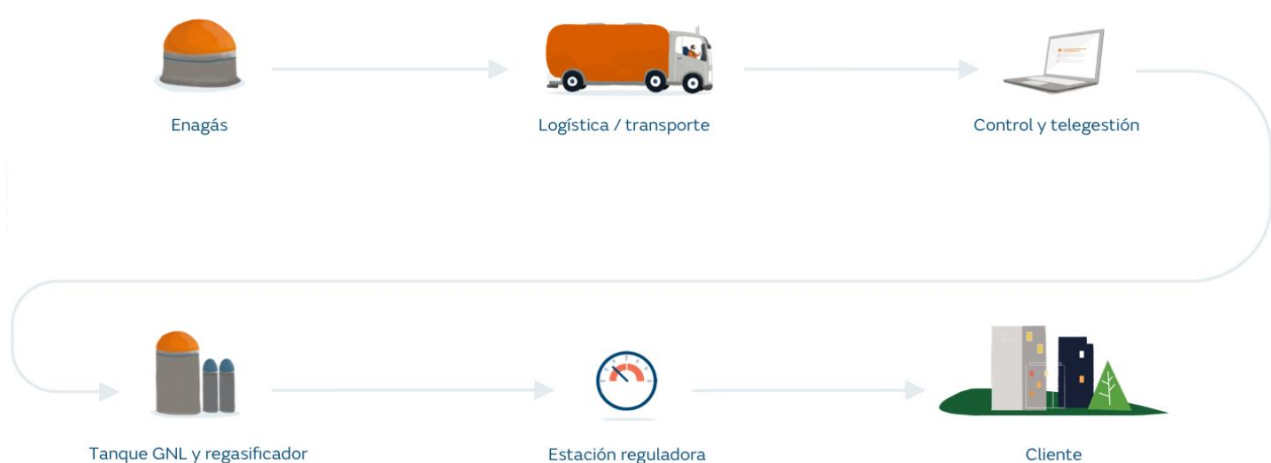 Enagás
Logística / transporte
Control y telegestión
Tanque GNL y regasificador
Estación reguladora
Cliente